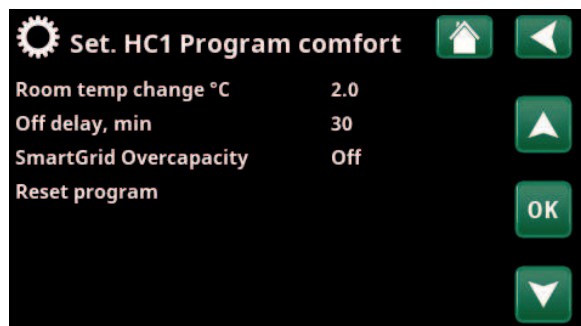 Set. HC1 Program comfort
Room temp change °C 2.0
Off delay, min 30
SmartGrid Overcapacity Off
Reset program
OK